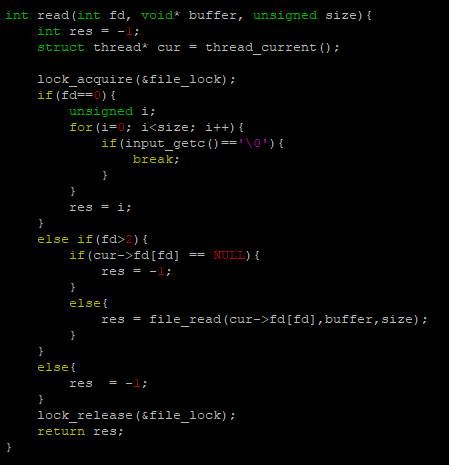 int read(int fd, void* buffer, unsigned size){
    int res = -1;
    struct thread* cur = thread_current();

    lock_acquire(&file_lock);
    if(fd==0){
        unsigned i;
        for(i=0; i<size; i++){
            if(input_getc()=='\0'){
                break;
            }
        }
        res = i;
    }
    else if(fd>2){
        if(cur->fd[fd] == NULL){
            res = -1;
        }
        else{
            res = file_read(cur->fd[fd],buffer,size);
        }
    }
    else{
        res  = -1;
    }
    lock_release(&file_lock);
    return res;
}